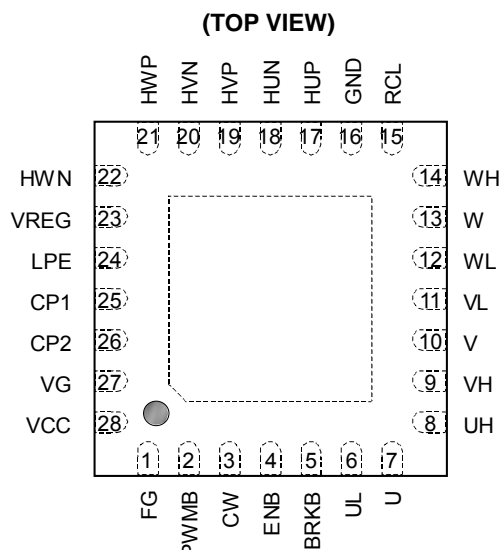 (TOP VIEW)
HWP HVN HVP HUN HUP GND RCL
21 20 19 18 17 16 15
HWN 22 14 WH
VREG 23 13 W
LPE 24 12 WL
CP1 25 11 VL
CP2 26 10 V
VG 27 9 VH
VCC 28 8 UH
1 2 3 4 5 6 7
FG PWMB CW ENB BRKB UL U